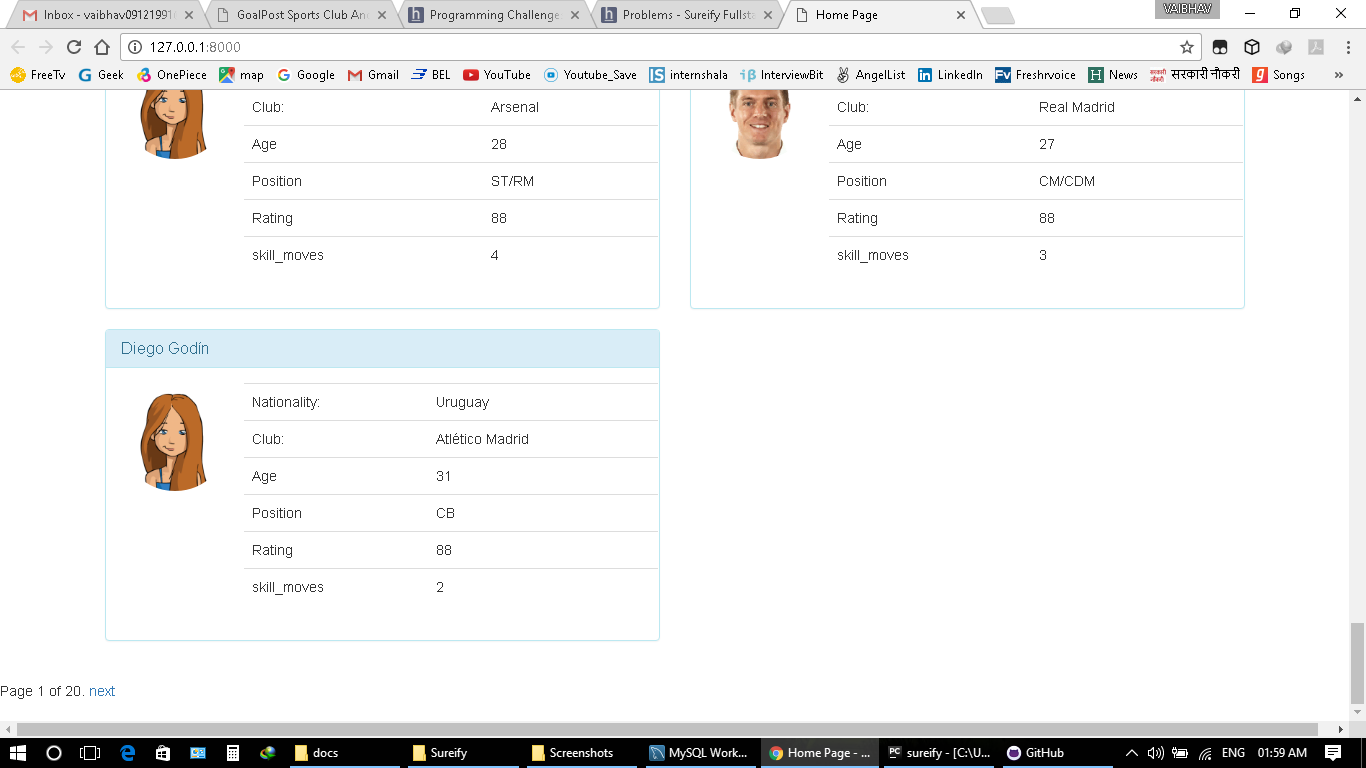 Inbox - vaibhav09121991
GoalPost Sports Club An
Programming Challenge
Problems - Sureify Fullsta
Home Page
VAIBHAV
127.0.0.1:8000
FreeTv Geek OnePiece map Google Gmail BEL YouTube Youtube_Save internshala InterviewBit AngelList LinkedIn Freshrvoice News सरकारी नौकरी Songs »
Club: Arsenal
Age 28
Position ST/RM
Rating 88
skill_moves 4
Club: Real Madrid
Age 27
Position CM/CDM
Rating 88
skill_moves 3
Diego Godín
Nationality: Uruguay
Club: Atlético Madrid
Age 31
Position CB
Rating 88
skill_moves 2
Page 1 of 20. next
docs Sureify Screenshots MySQL Work... Home Page - ... sureify - [C:\U... GitHub ENG 01:59 AM